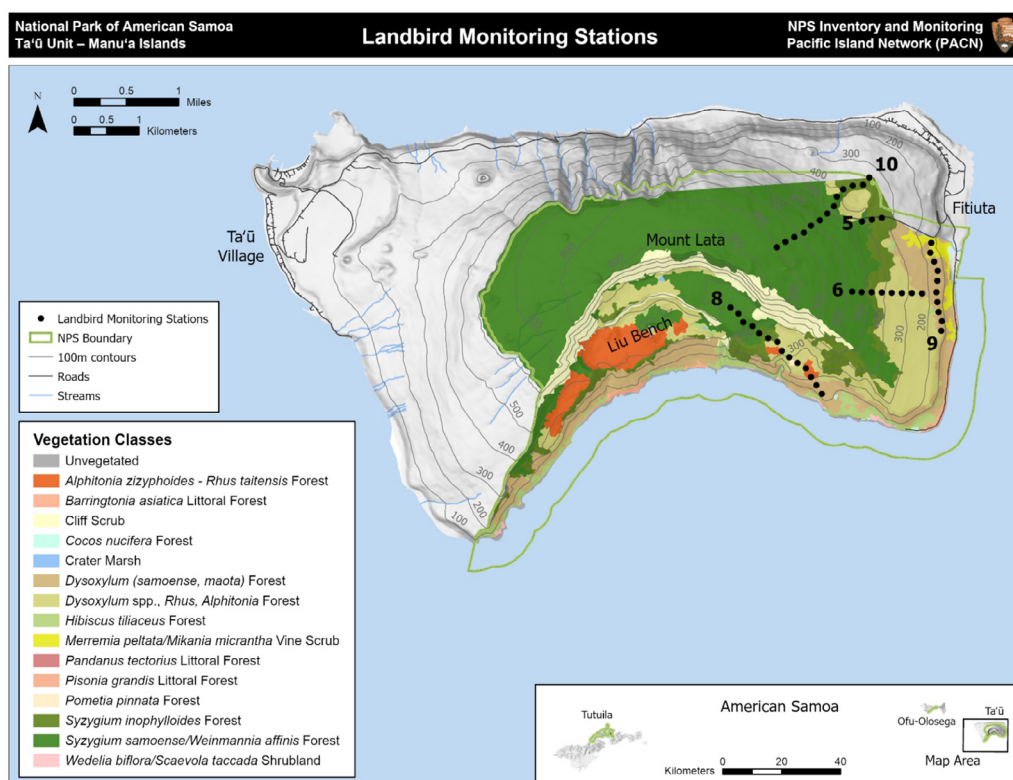 National Park of American Samoa
Taʻū Unit – Manuʻa Islands
Landbird Monitoring Stations
NPS Inventory and Monitoring
Pacific Island Network (PACN)
N
0 0.5 1
Miles
0 0.5 1
Kilometers
100
200
300
400
10
Fitiuta
Taʻū
Village
Mount Lata
5
6
8
9
Liu Bench
300
300
200
500
400
300
200
100
Landbird Monitoring Stations
NPS Boundary
100m contours
Roads
Streams
Vegetation Classes
Unvegetated
Alphitonia zizyphoides - Rhus taitensis Forest
Barringtonia asiatica Littoral Forest
Cliff Scrub
Cocos nucifera Forest
Crater Marsh
Dysoxylum (samoense, maota) Forest
Dysoxylum spp., Rhus, Alphitonia Forest
Hibiscus tiliaceus Forest
Merremia peltata/Mikania micrantha Vine Scrub
Pandanus tectorius Littoral Forest
Pisonia grandis Littoral Forest
Pometia pinnata Forest
Syzygium inophylloides Forest
Syzygium samoense/Weinmannia affinis Forest
Wedelia biflora/Scaevola taccada Shrubland
Tutuila
American Samoa
Ofu-Olosega
Taʻū
Map Area
Kilometers
0 10 20 40